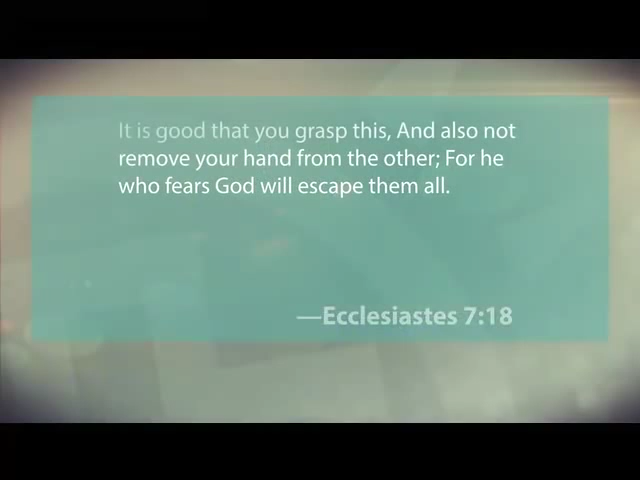 It is good that you grasp this, And also not
remove your hand from the other; For he
who fears God will escape them all.
—Ecclesiastes 7:18